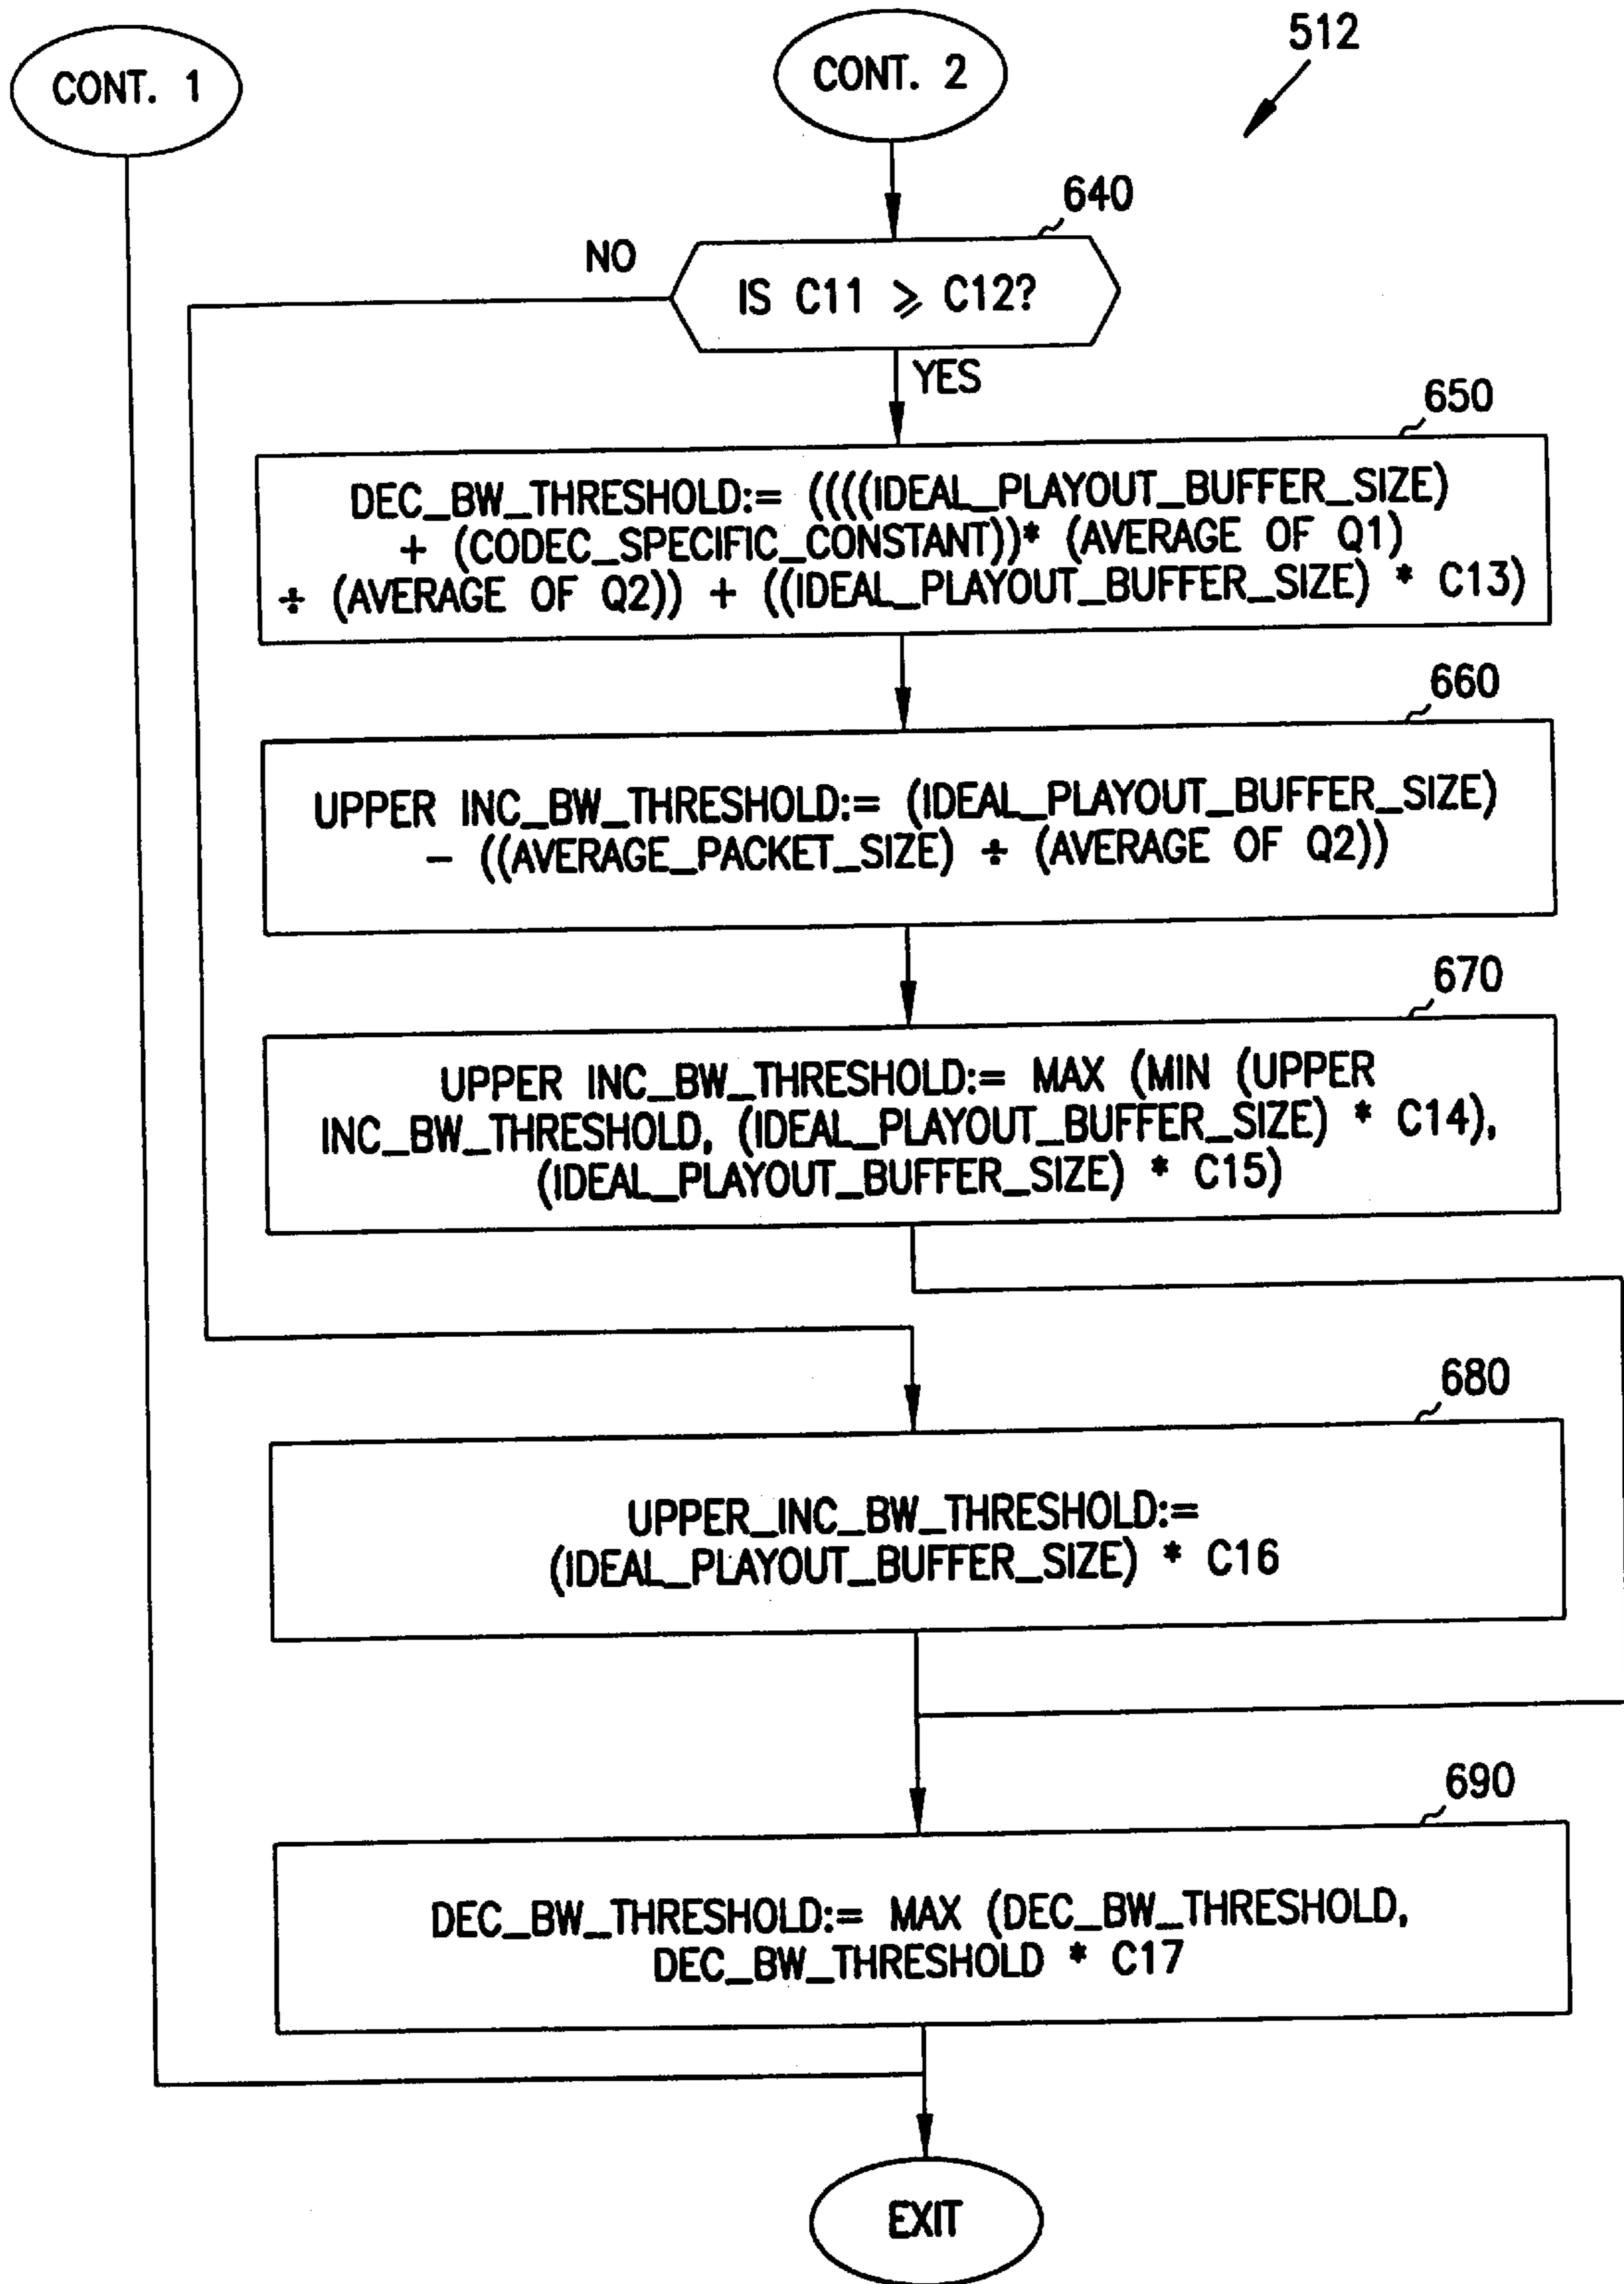 CONT. 1
CONT. 2
512
640
NO
IS C11 ⩾ C12?
YES
650
DEC_BW_THRESHOLD:= ((((IDEAL_PLAYOUT_BUFFER_SIZE)
+ (CODEC_SPECIFIC_CONSTANT))* (AVERAGE OF Q1)
÷ (AVERAGE OF Q2)) + ((IDEAL_PLAYOUT_BUFFER_SIZE) * C13)
660
UPPER INC_BW_THRESHOLD:= (IDEAL_PLAYOUT_BUFFER_SIZE)
– ((AVERAGE_PACKET_SIZE) ÷ (AVERAGE OF Q2))
670
UPPER INC_BW_THRESHOLD:= MAX (MIN (UPPER
INC_BW_THRESHOLD, (IDEAL_PLAYOUT_BUFFER_SIZE) * C14),
(IDEAL_PLAYOUT_BUFFER_SIZE) * C15)
680
UPPER_INC_BW_THRESHOLD:=
(IDEAL_PLAYOUT_BUFFER_SIZE) * C16
690
DEC_BW_THRESHOLD:= MAX (DEC_BW_THRESHOLD,
DEC_BW_THRESHOLD * C17
EXIT